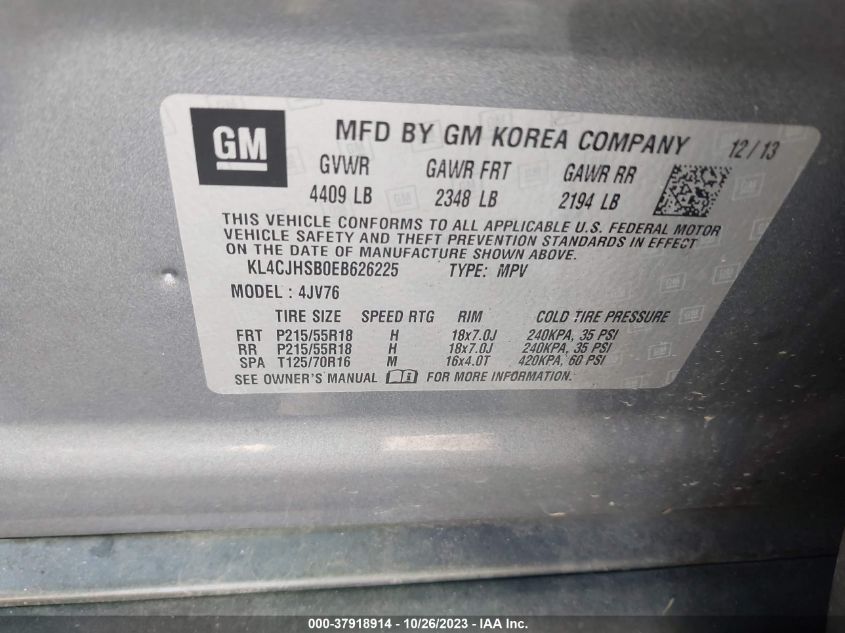 GM
MFD BY GM KOREA COMPANY 12/13
GVWR GAWR FRT GAWR RR
4409 LB 2348 LB 2194 LB
THIS VEHICLE CONFORMS TO ALL APPLICABLE U.S. FEDERAL MOTOR
VEHICLE SAFETY AND THEFT PREVENTION STANDARDS IN EFFECT
ON THE DATE OF MANUFACTURE SHOWN ABOVE.
KL4CJHSB0EB626225 TYPE: MPV
MODEL : 4JV76
TIRE SIZE SPEED RTG RIM COLD TIRE PRESSURE
FRT P215/55R18 H 18x7.0J 240KPA, 35 PSI
RR P215/55R18 H 18x7.0J 240KPA, 35 PSI
SPA T125/70R16 M 16x4.0T 420KPA, 60 PSI
SEE OWNER'S MANUAL FOR MORE INFORMATION.
000-37918914 - 10/26/2023 - IAA Inc.